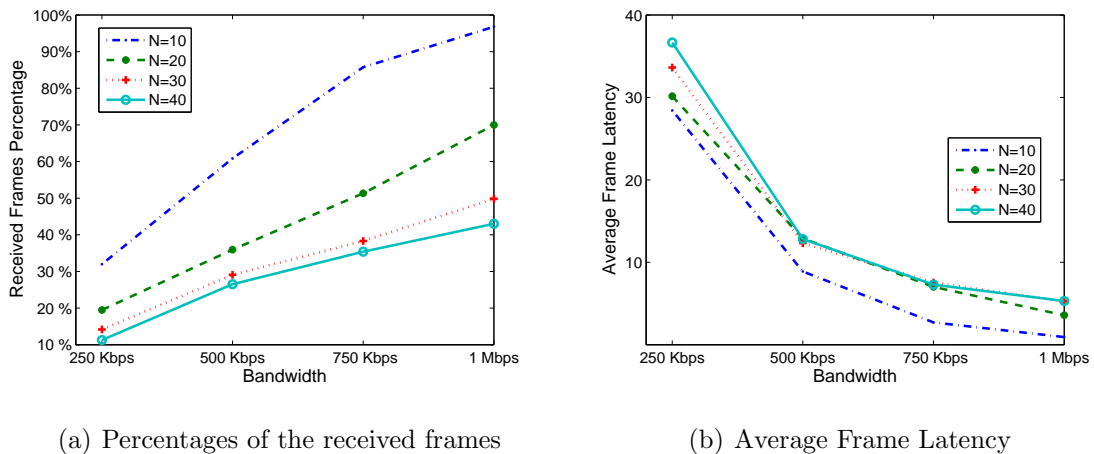 100%
90%
80%
70%
60 %
50 %
40 %
30 %
20 %
10 %
Received Frames Percentage
N=10
N=20
N=30
N=40
250 Kbps 500 Kbps 750 Kbps 1 Mbps
Bandwidth
(a) Percentages of the received frames
40
30
20
10
Average Frame Latency
N=10
N=20
N=30
N=40
250 Kbps 500 Kbps 750 Kbps 1 Mbps
Bandwidth
(b) Average Frame Latency